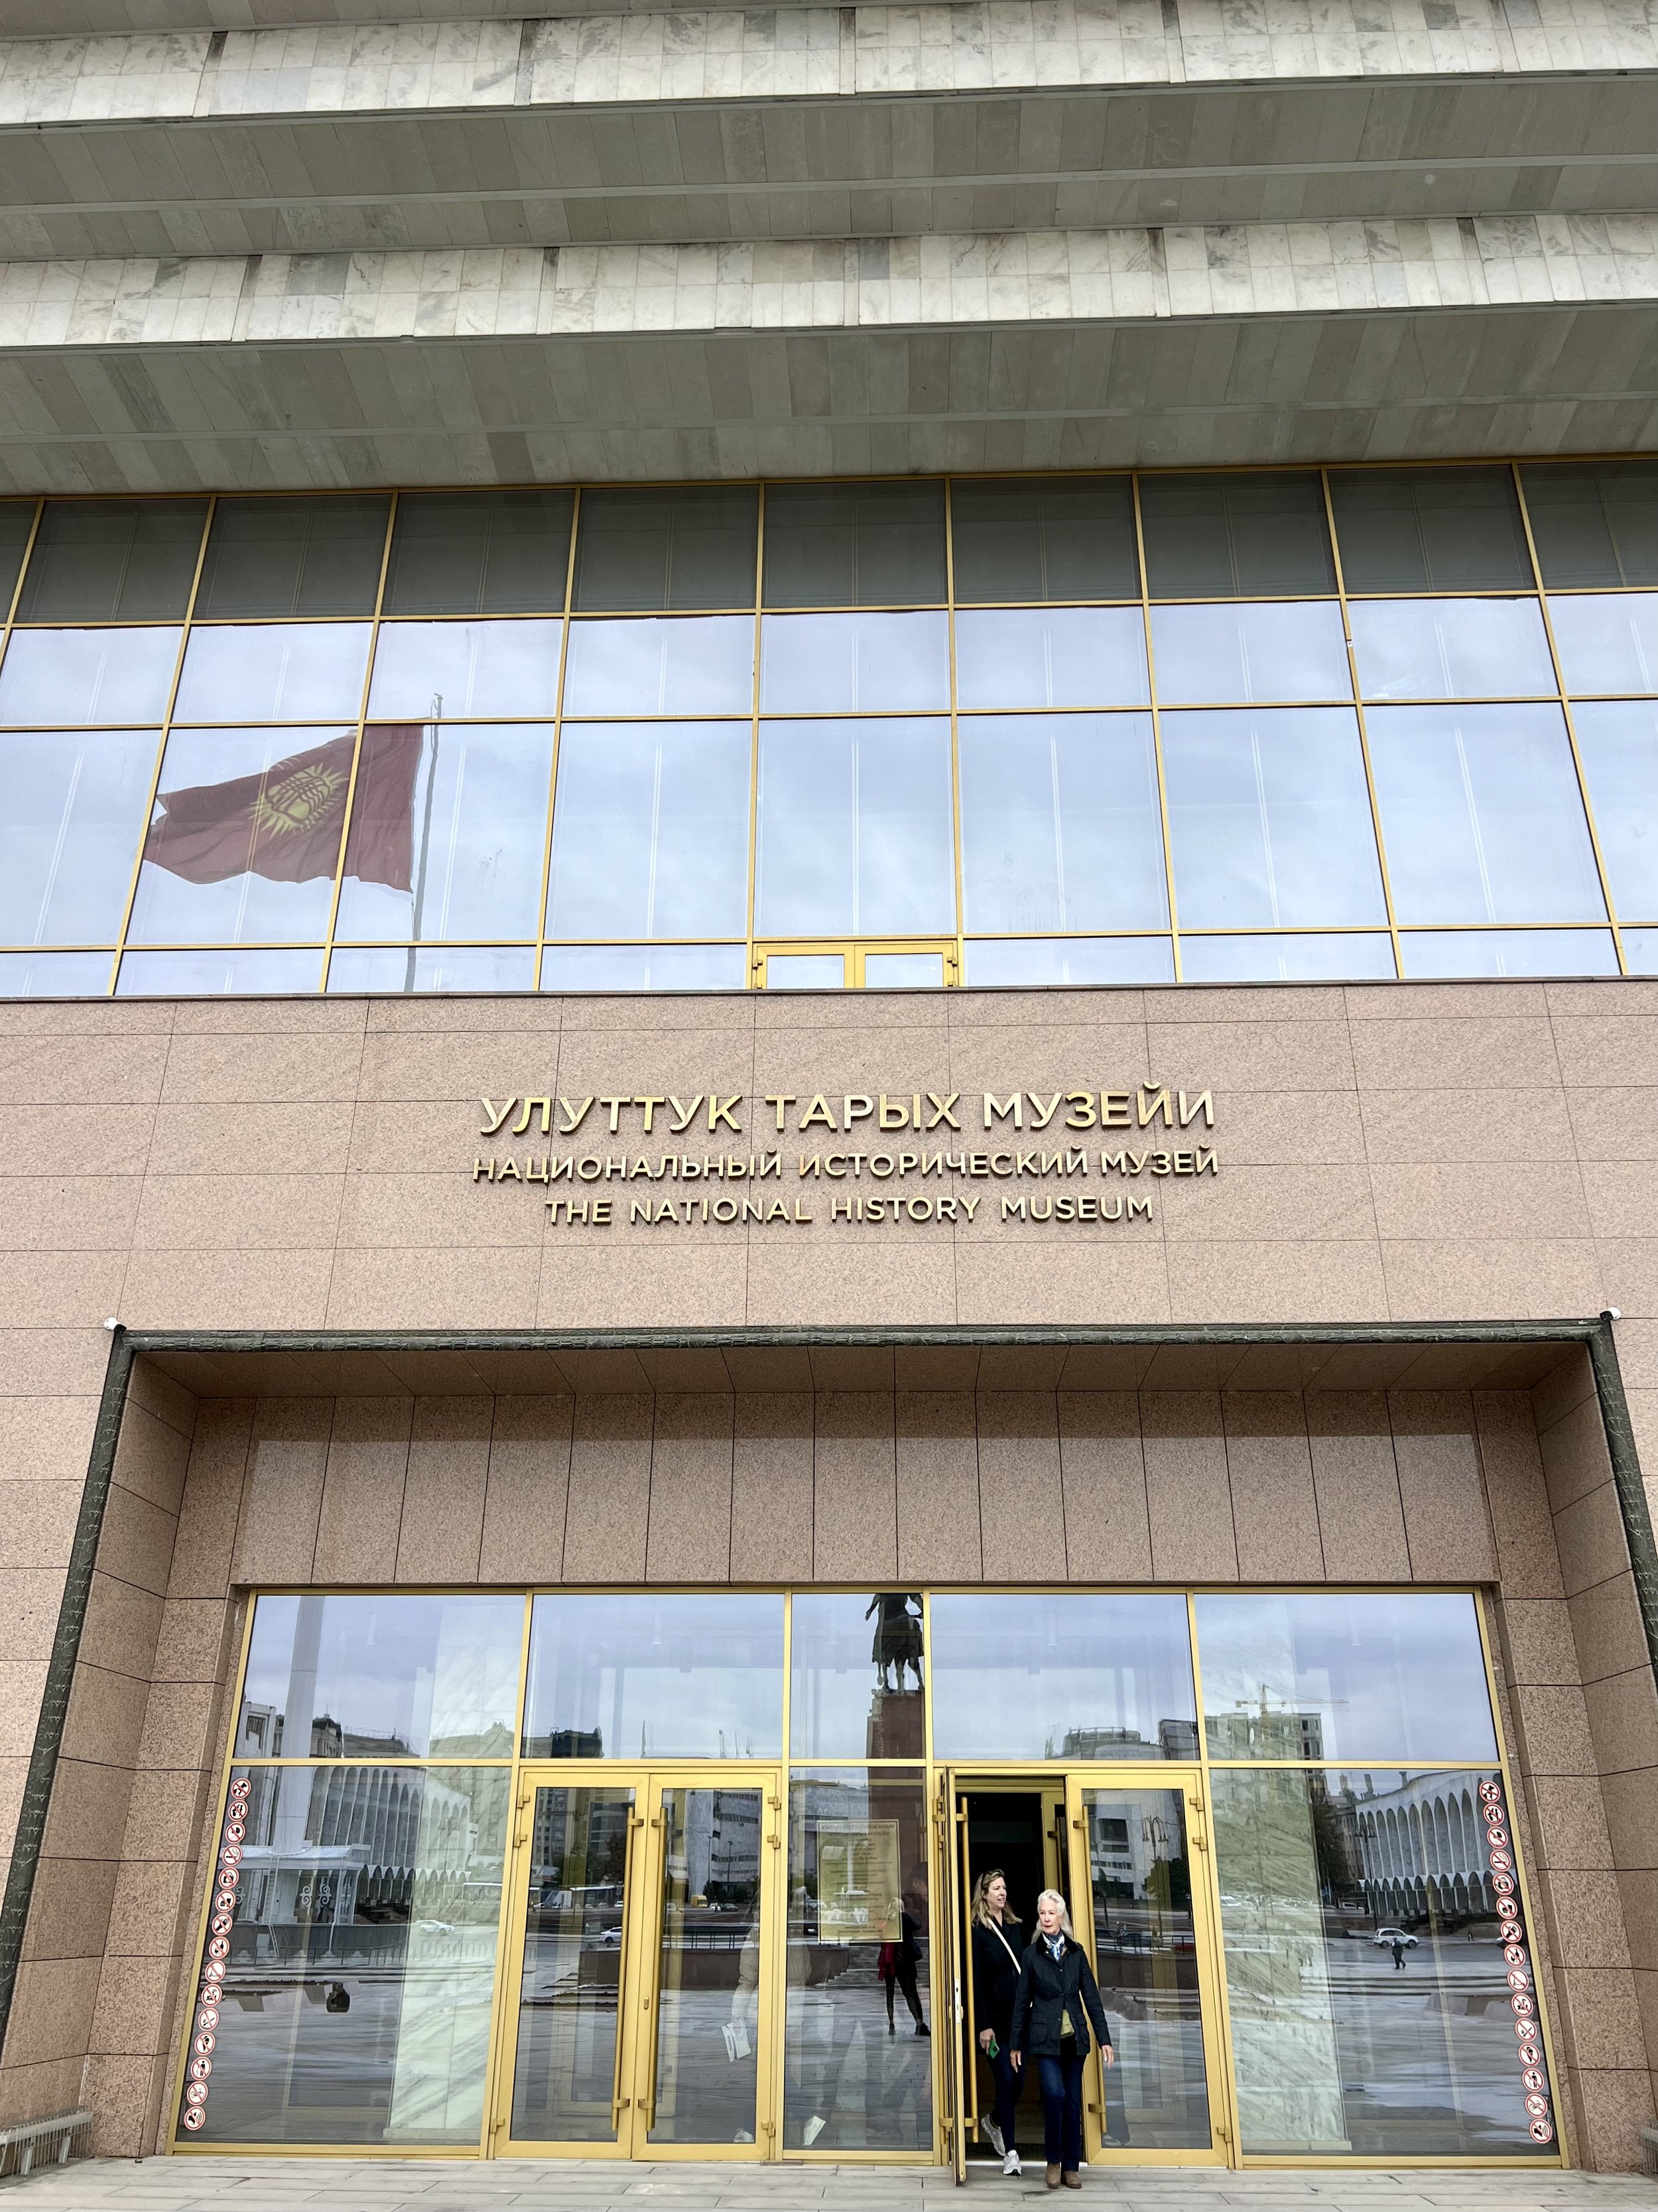 УЛУТТУК ТАРЫХ МУЗЕЙИ
НАЦИОНАЛЬНЫЙ ИСТОРИЧЕСКИЙ МУЗЕЙ
THE NATIONAL HISTORY MUSEUM